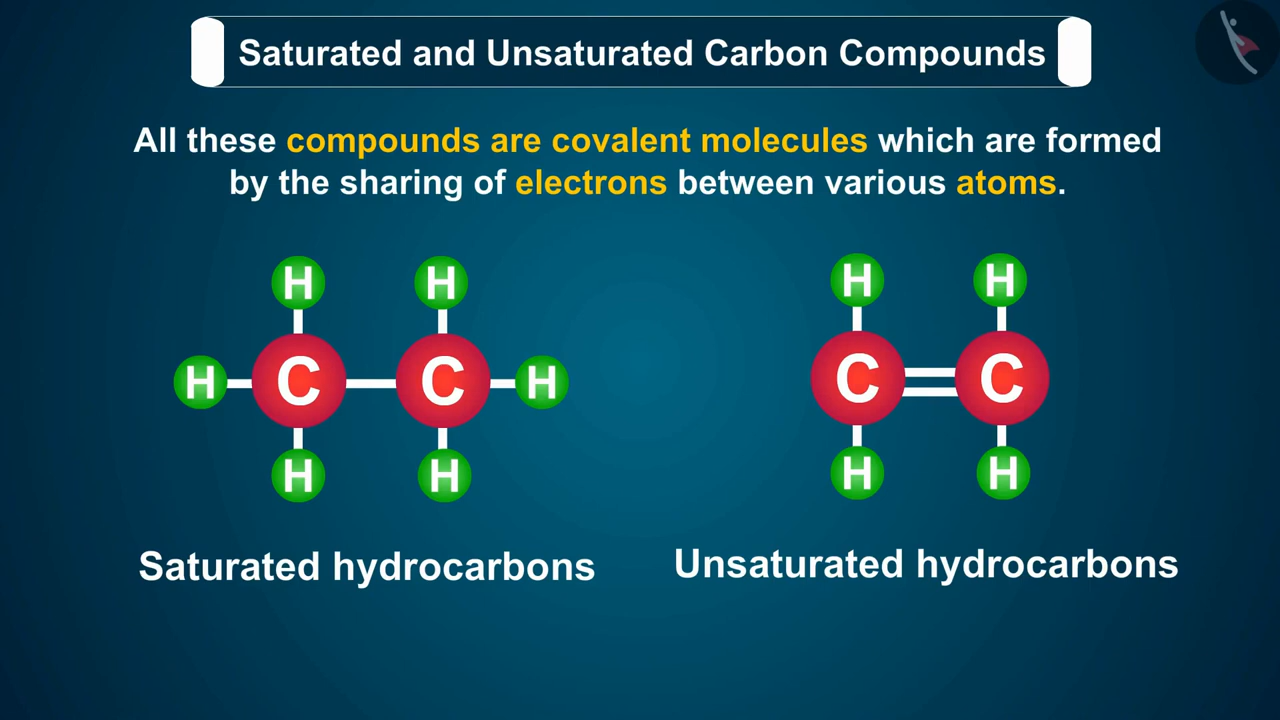 Saturated and Unsaturated Carbon Compounds
All these compounds are covalent molecules which are formed
by the sharing of electrons between various atoms.
H H
H C C H
H H
H H
C C
H H
Saturated hydrocarbons
Unsaturated hydrocarbons